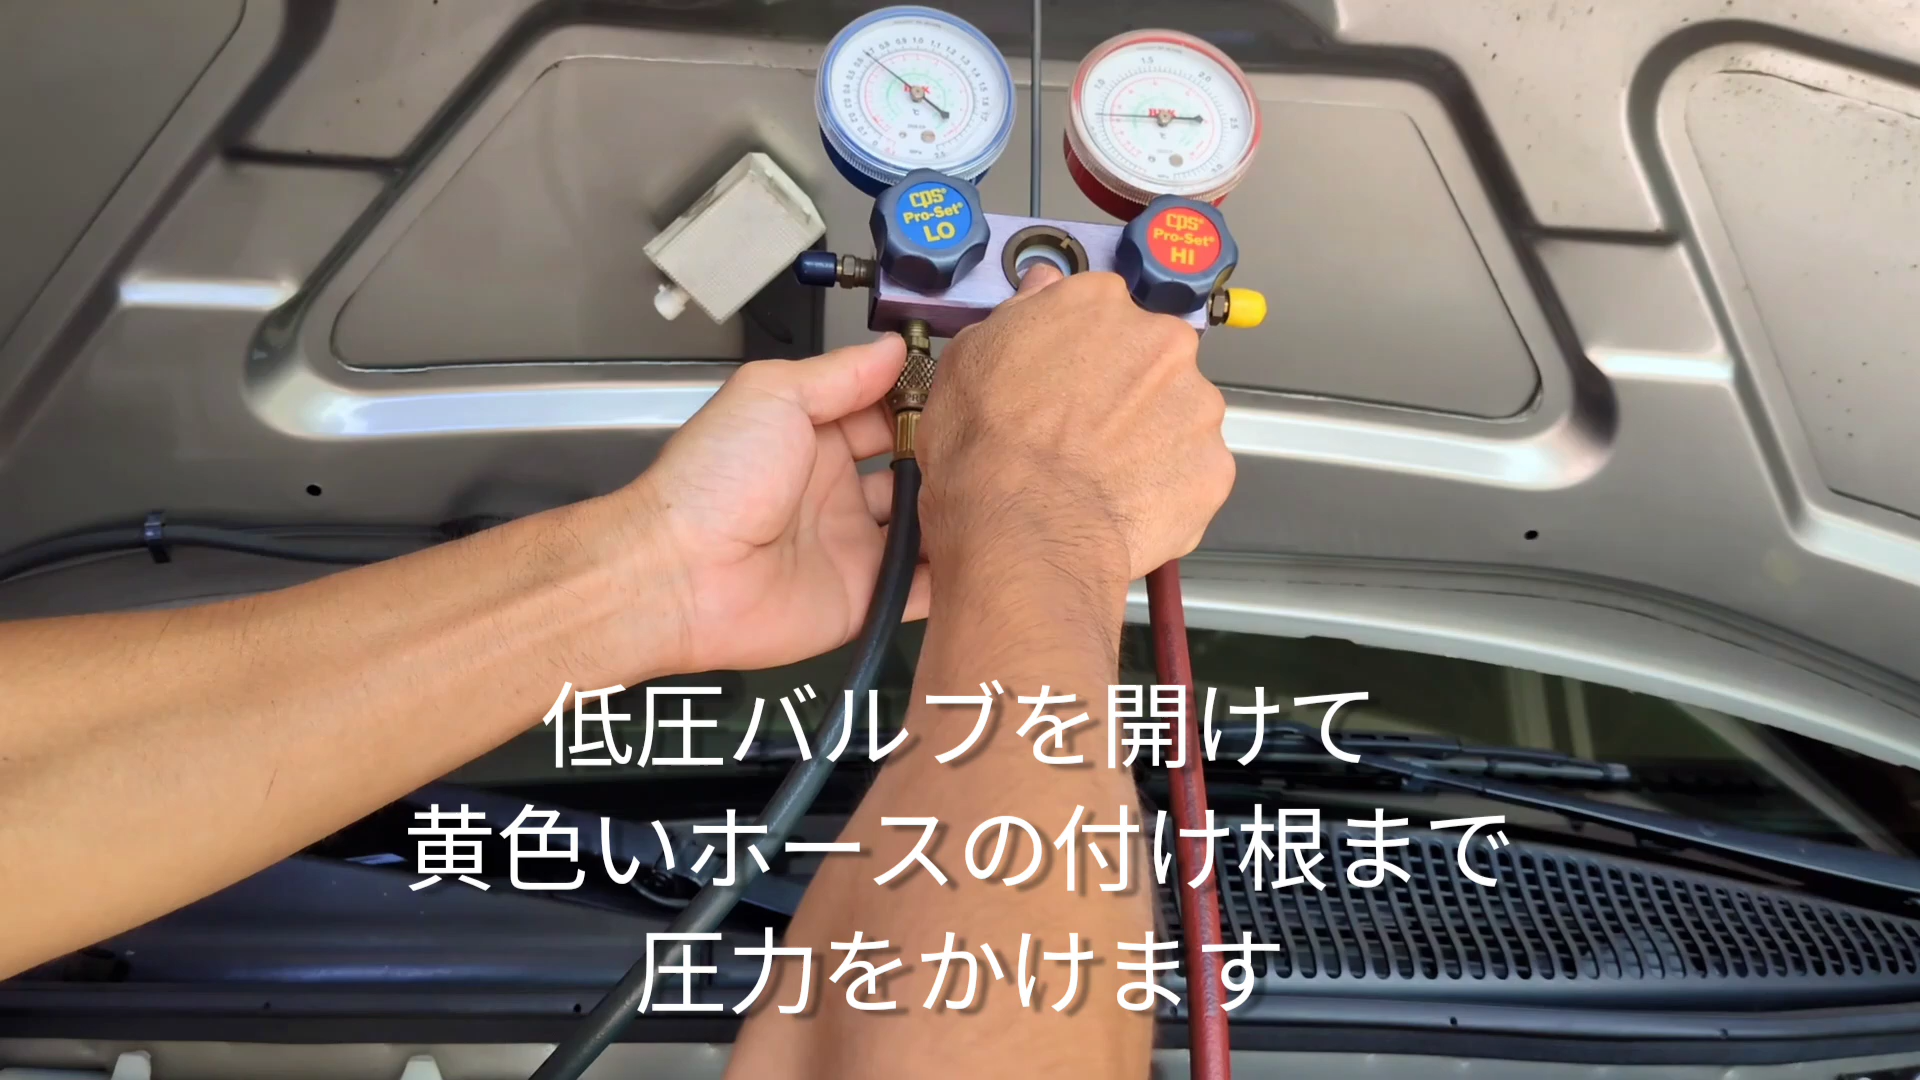 cps®
Pro-Set®
LO
cps®
Pro-Set®
HI
低圧バルブを開けて
黄色いホースの付け根まで
圧力をかけます